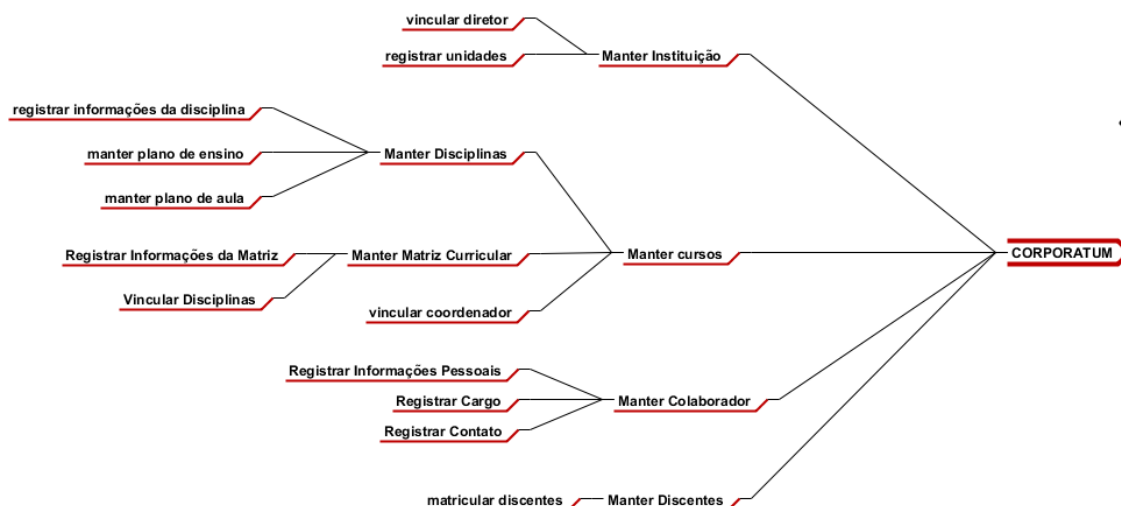 vincular diretor
registrar unidades
Manter Instituição
registrar informações da disciplina
manter plano de ensino
Manter Disciplinas
manter plano de aula
Registrar Informações da Matriz
Manter Matriz Curricular
Manter cursos
CORPORATUM
Vincular Disciplinas
vincular coordenador
Registrar Informações Pessoais
Registrar Cargo
Manter Colaborador
Registrar Contato
matricular discentes
Manter Discentes